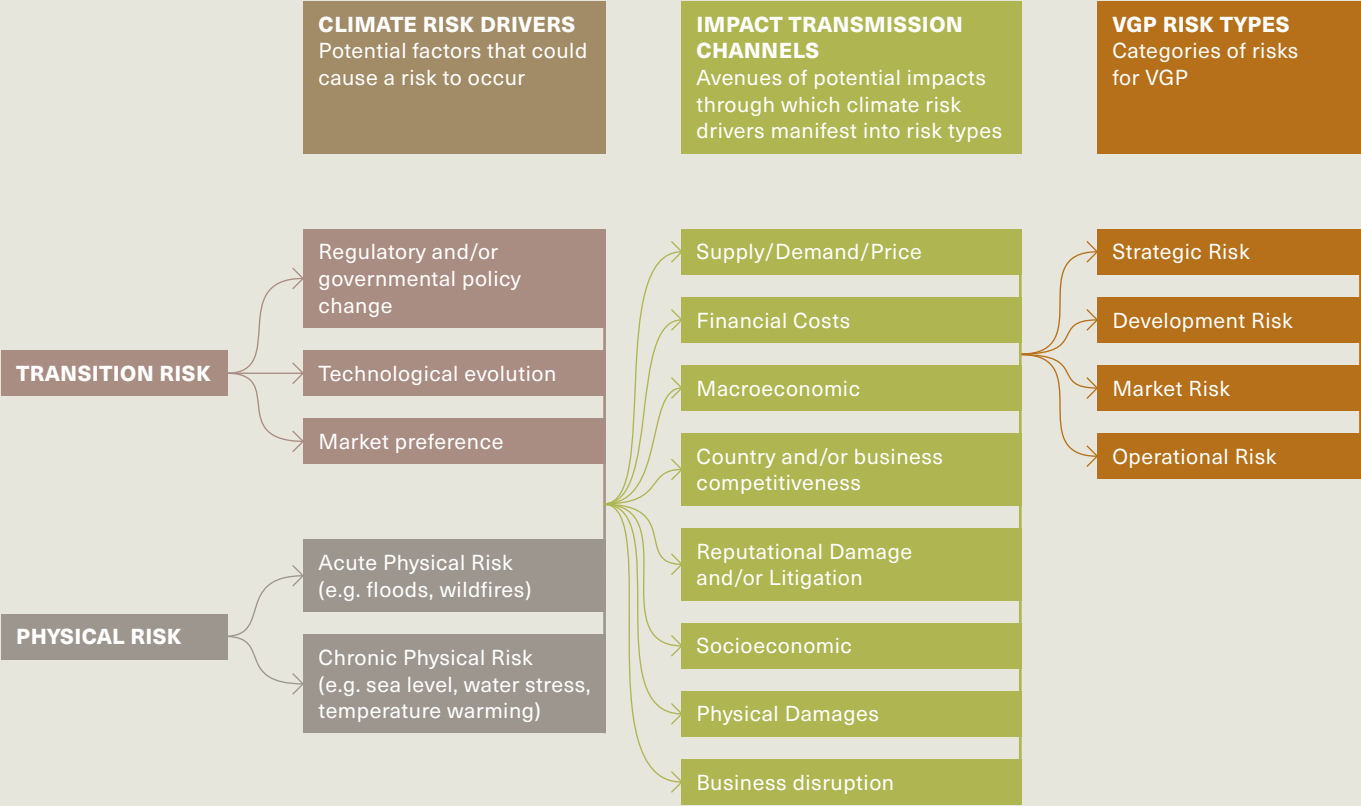 CLIMATE RISK DRIVERS
Potential factors that could
cause a risk to occur
IMPACT TRANSMISSION
CHANNELS
Avenues of potential impacts
through which climate risk
drivers manifest into risk types
VGP RISK TYPES
Categories of risks
for VGP
TRANSITION RISK
Regulatory and/or
governmental policy
change
Technological evolution
Market preference
PHYSICAL RISK
Acute Physical Risk
(e.g. floods, wildfires)
Chronic Physical Risk
(e.g. sea level, water stress,
temperature warming)
Supply/Demand/Price
Financial Costs
Macroeconomic
Country and/or business
competitiveness
Reputational Damage
and/or Litigation
Socioeconomic
Physical Damages
Business disruption
Strategic Risk
Development Risk
Market Risk
Operational Risk